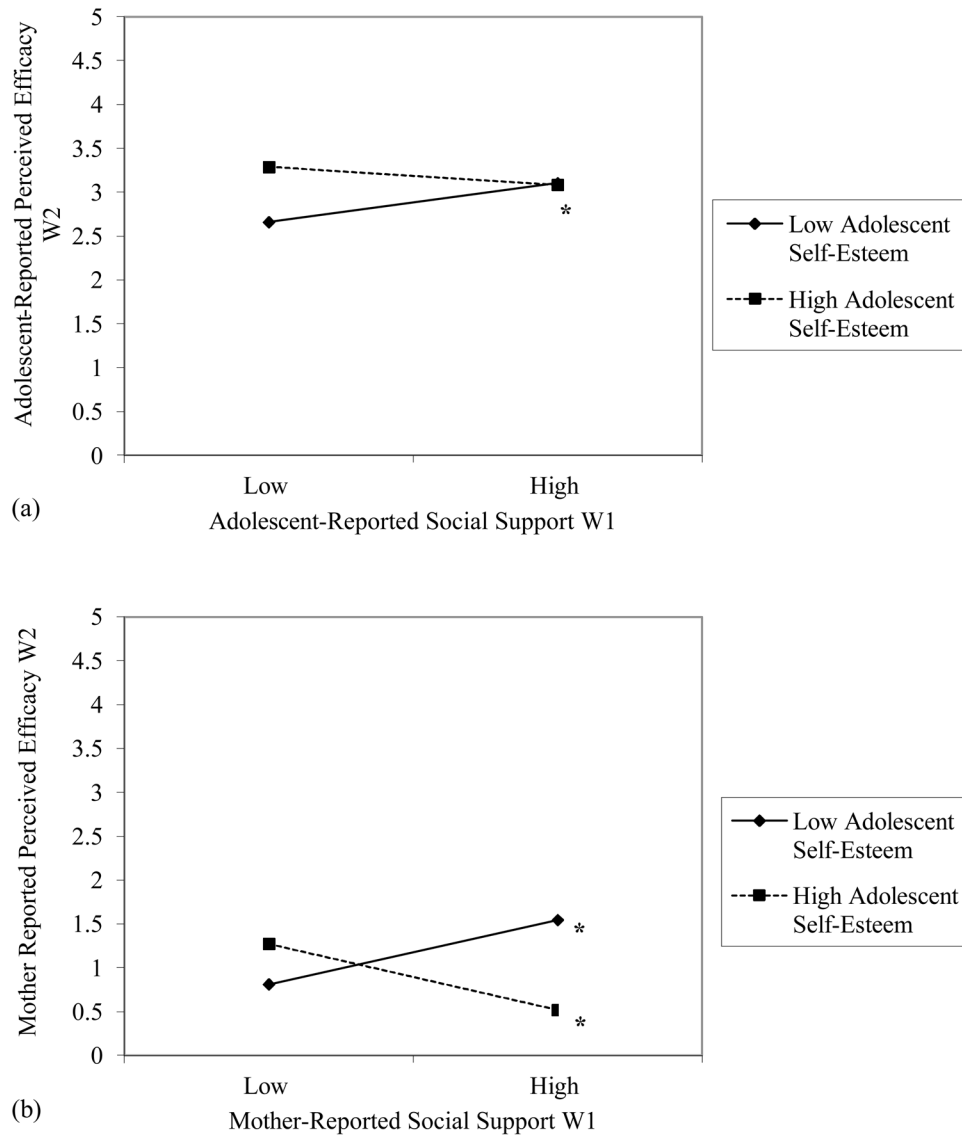 Adolescent-Reported Perceived Efficacy
W2
5
4.5
4
3.5
3
2.5
2
1.5
1
0.5
0
*
Low
High
(a)
Adolescent-Reported Social Support W1
Low Adolescent
Self-Esteem
High Adolescent
Self-Esteem
Mother Reported Perceived Efficacy W2
5
4.5
4
3.5
3
2.5
2
1.5
1
0.5
0
*
*
Low
High
(b)
Mother-Reported Social Support W1
Low Adolescent
Self-Esteem
High Adolescent
Self-Esteem